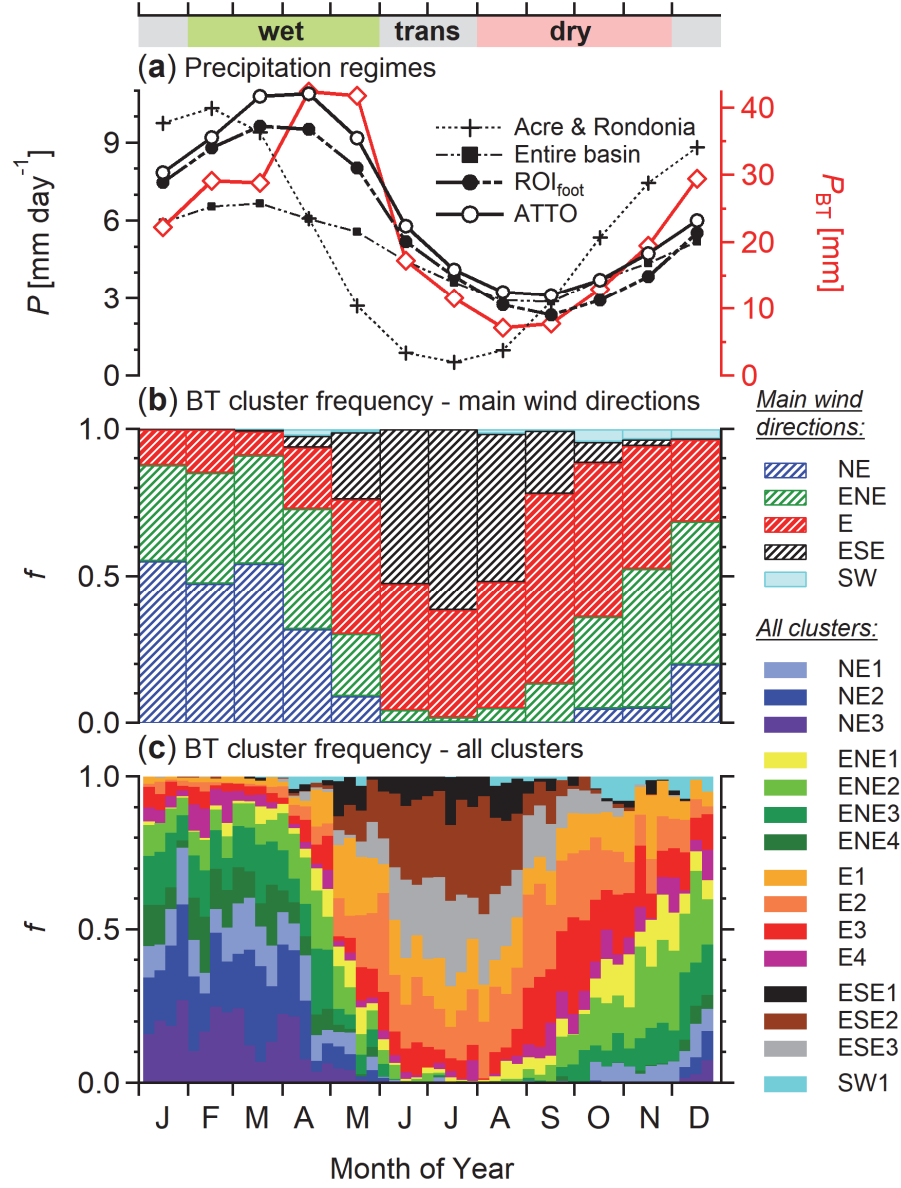 wet trans dry
(a) Precipitation regimes
Acre & Rondonia
Entire basin
ROIfoot
ATTO
P [mm day-1]
9
6
3
0
PBT [mm]
40
30
20
10
0
(b) BT cluster frequency - main wind directions
f
1.0
0.5
0.0
Main wind
directions:
NE
ENE
E
ESE
SW
(c) BT cluster frequency - all clusters
f
1.0
0.5
0.0
All clusters:
NE1
NE2
NE3
ENE1
ENE2
ENE3
ENE4
E1
E2
E3
E4
ESE1
ESE2
ESE3
SW1
J F M A M J J A S O N D
Month of Year